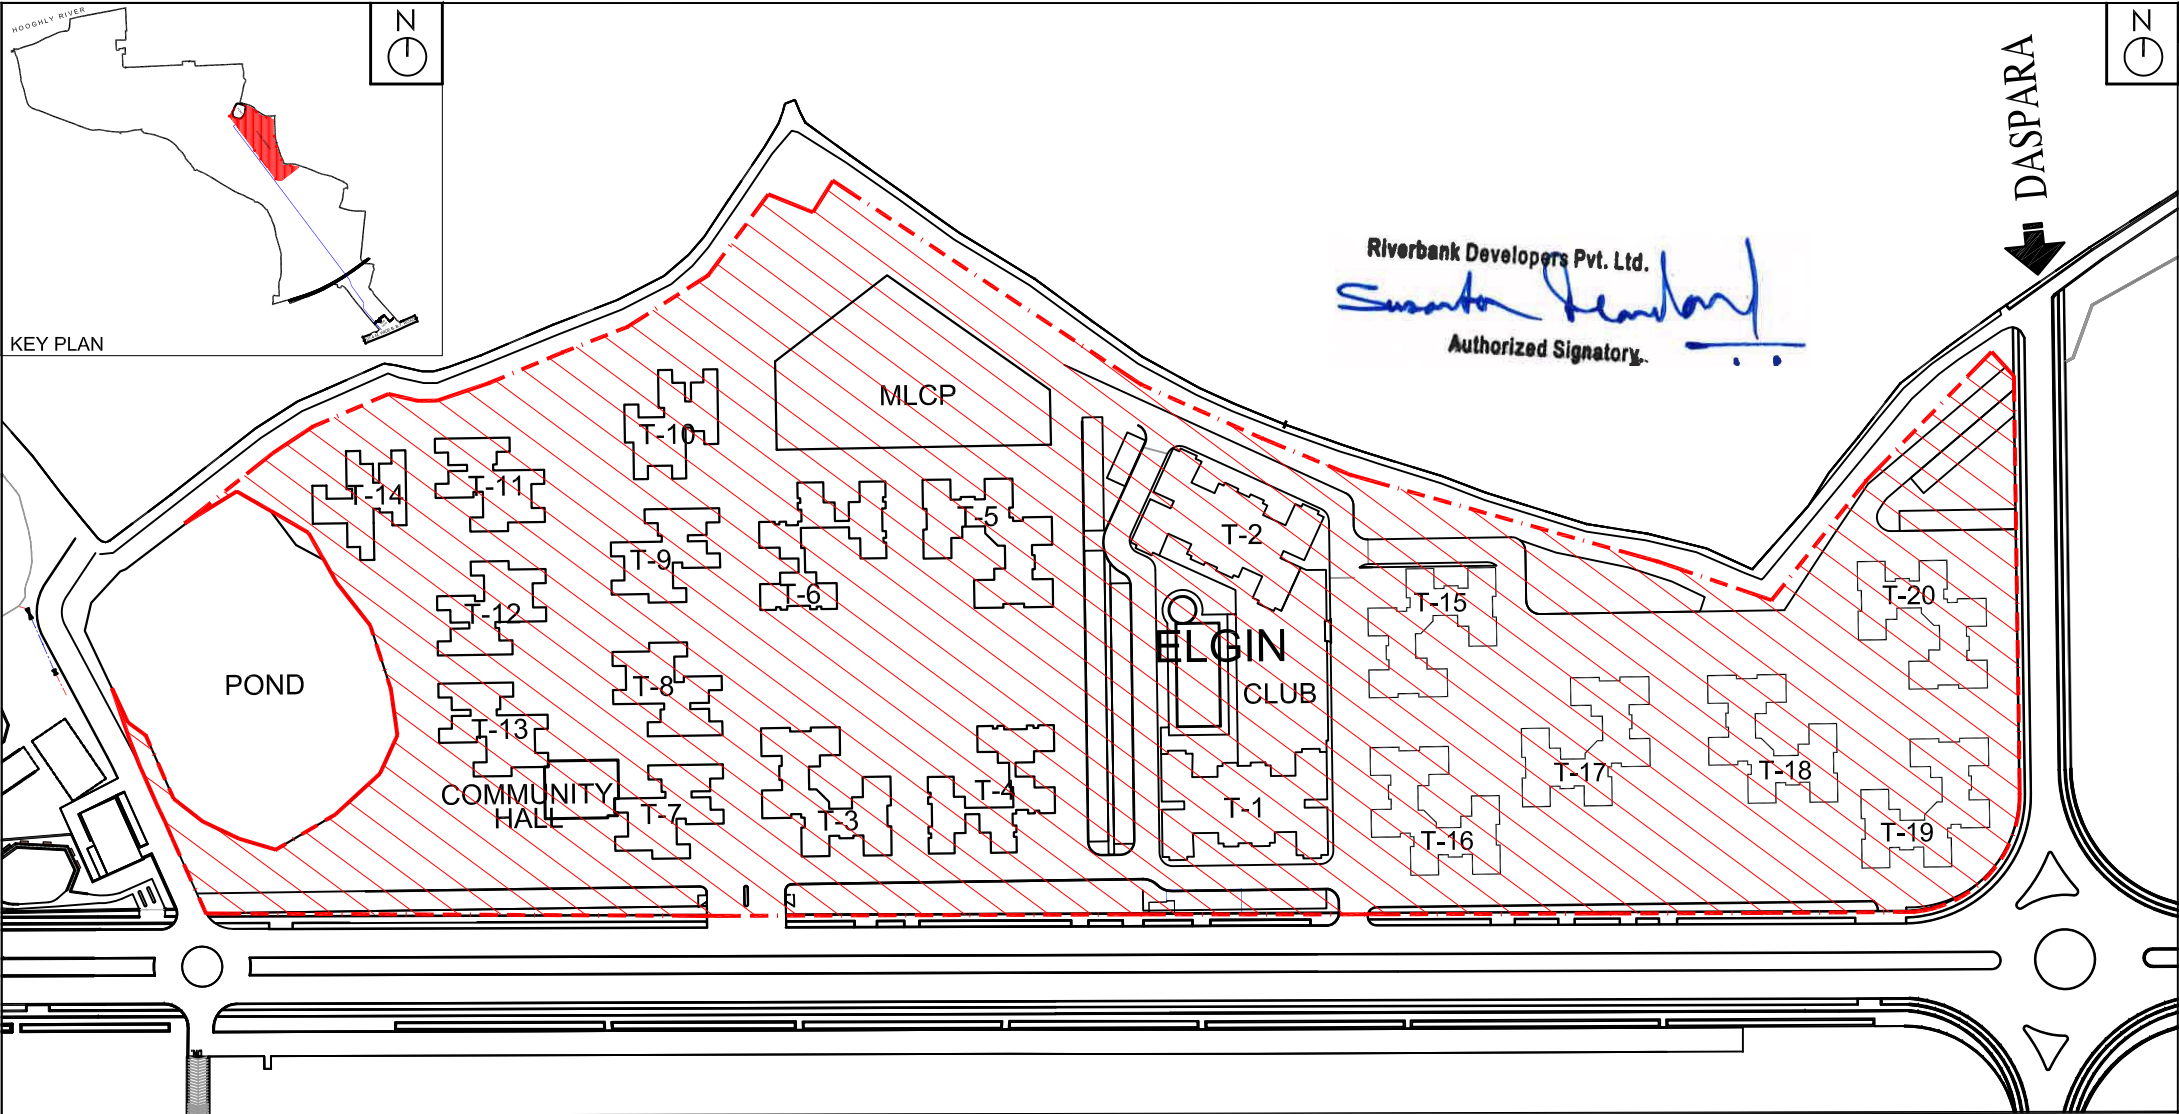 HOOGHLY RIVER
N
KEY PLAN
N
DASPARA
Riverbank Developers Pvt. Ltd.
Susanta
Authorized Signatory.
MLCP
T-10
T-14
T-11
T-5
T-2
T-9
T-6
T-12
T-15
T-20
ELGIN
CLUB
POND
T-8
T-13
COMMUNITY
HALL
T-7
T-3
T-4
T-1
T-16
T-17
T-18
T-19